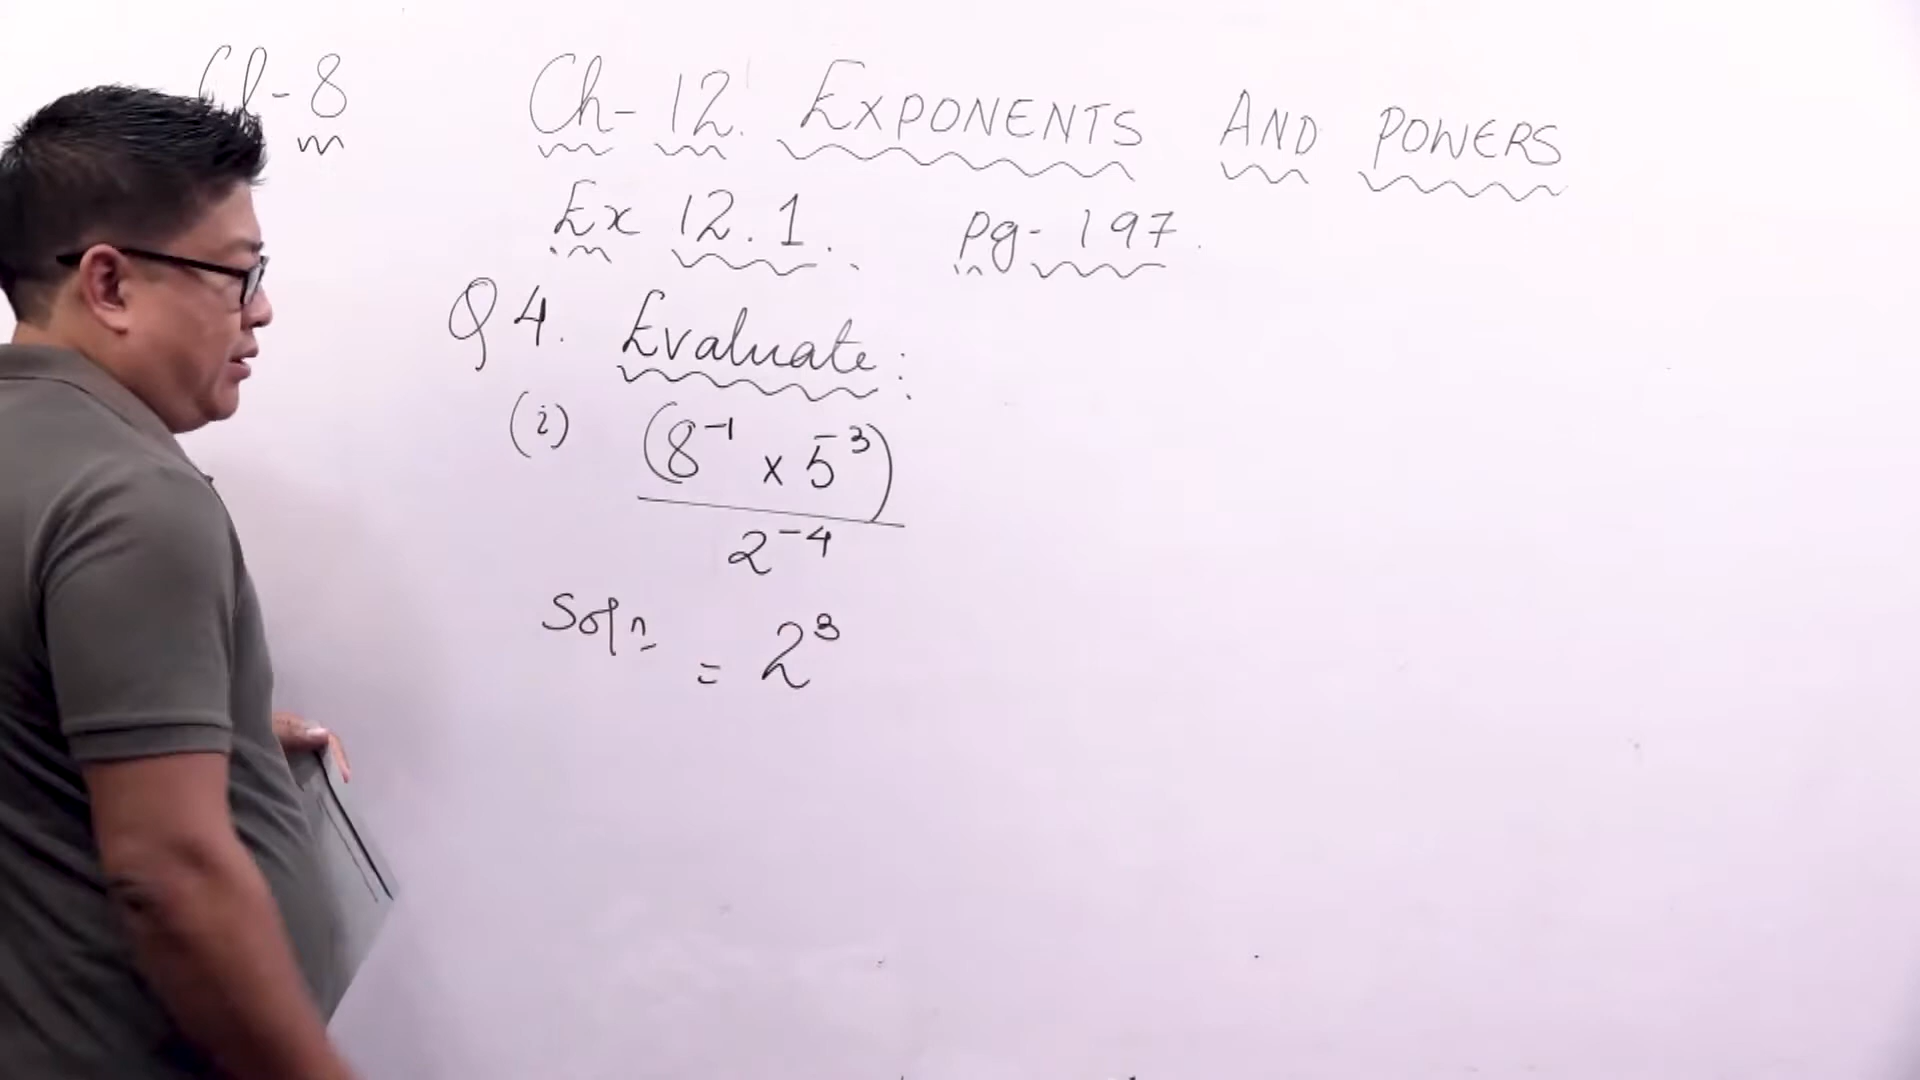 Cl-8 Ch-12. EXPONENTS AND POWERS
Ex 12.1. pg-197.
Q4. Evaluate:
(i) (8⁻¹ × 5³)
2⁻⁴
Soln = 2³